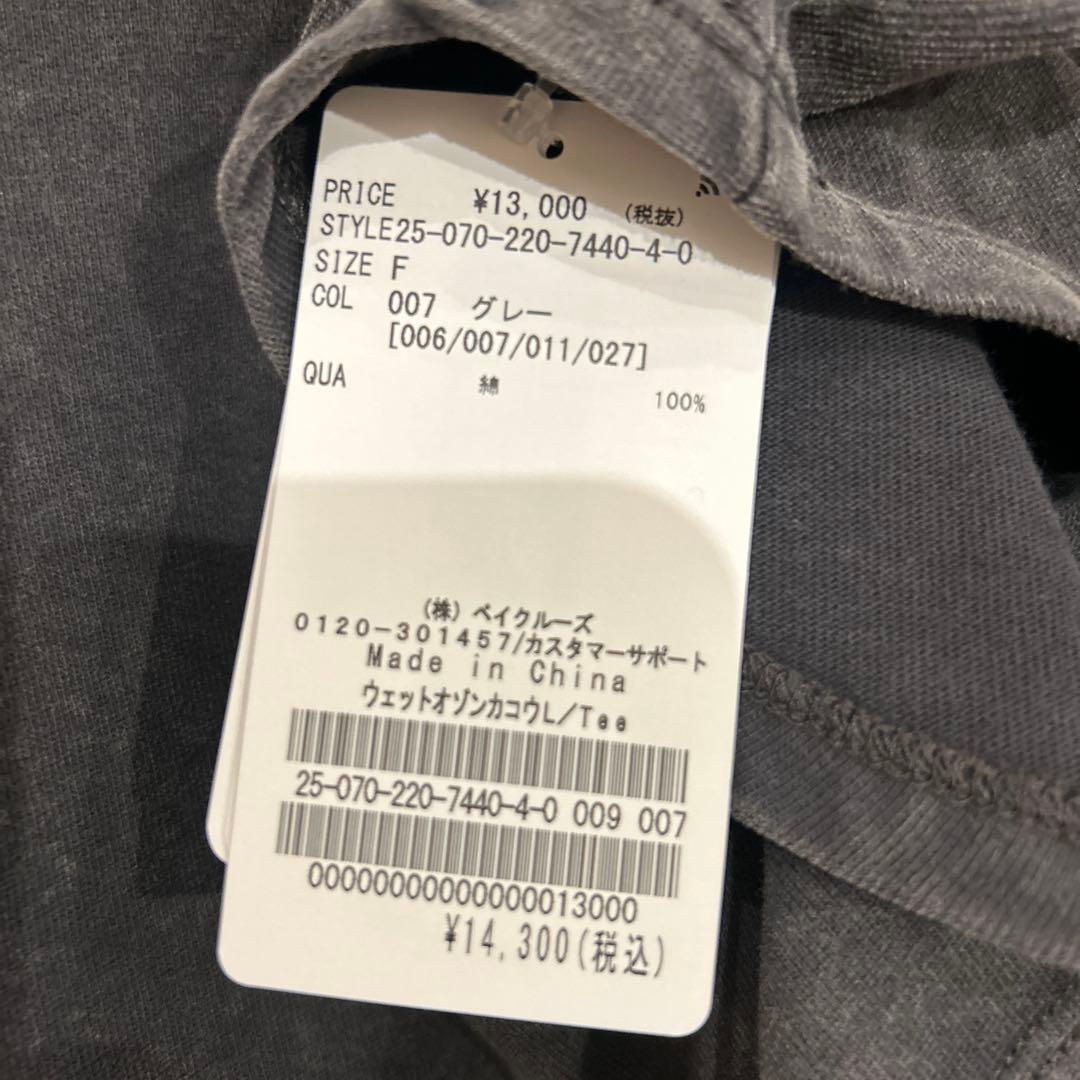 PRICE ¥13,000 (税抜)
STYLE25-070-220-7440-4-0
SIZE F
COL 007 グレー
[006/007/011/027]
QUA 綿 100%
(株) ベイクルーズ
0120-301457/カスタマーサポート
Made in China
ウェットオゾンカコウL/Tee
25-070-220-7440-4-0 009 007
00000000000000013000
¥14,300(税込)